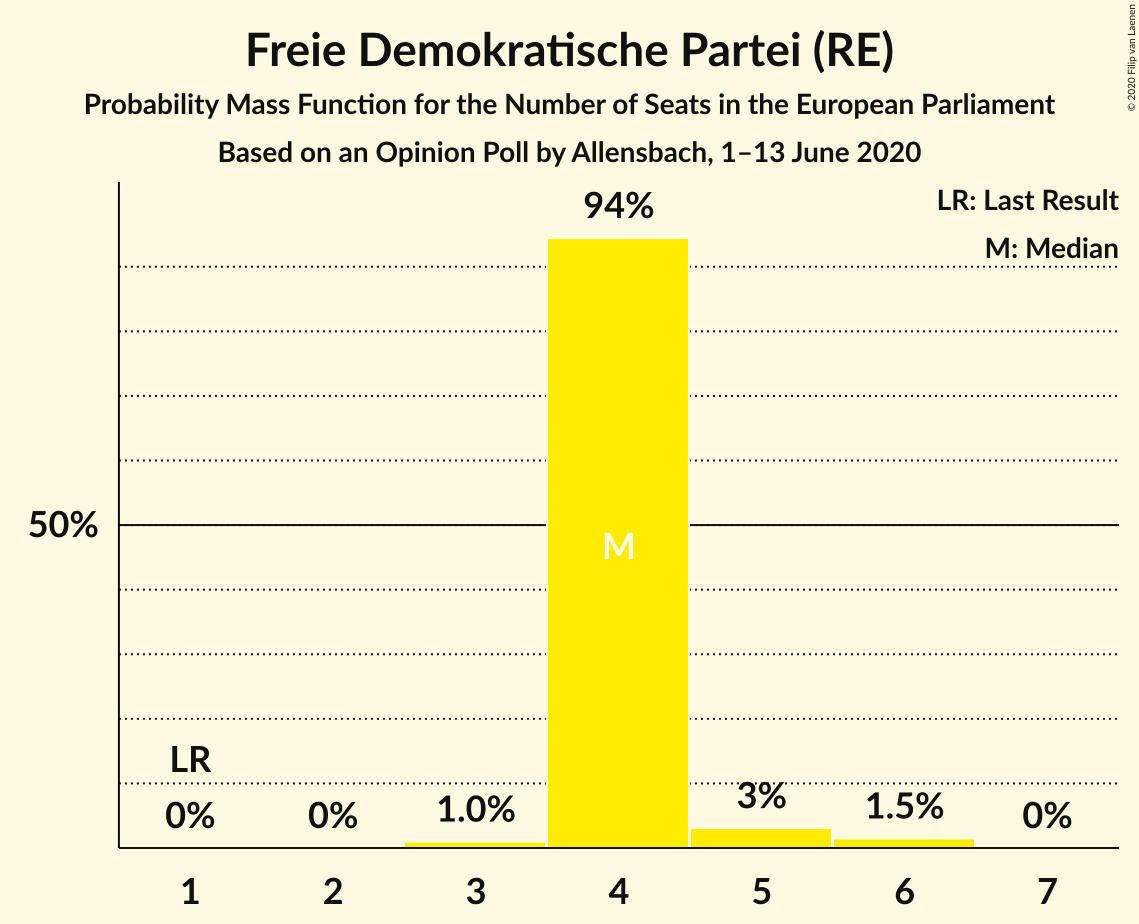 Freie Demokratische Partei (RE)
Probability Mass Function for the Number of Seats in the European Parliament
Based on an Opinion Poll by Allensbach, 1–13 June 2020
© 2020 Filip van Laenen
LR: Last Result
M: Median
94%
50%
M
LR
0%
0%
1.0%
3%
1.5%
0%
1
2
3
4
5
6
7